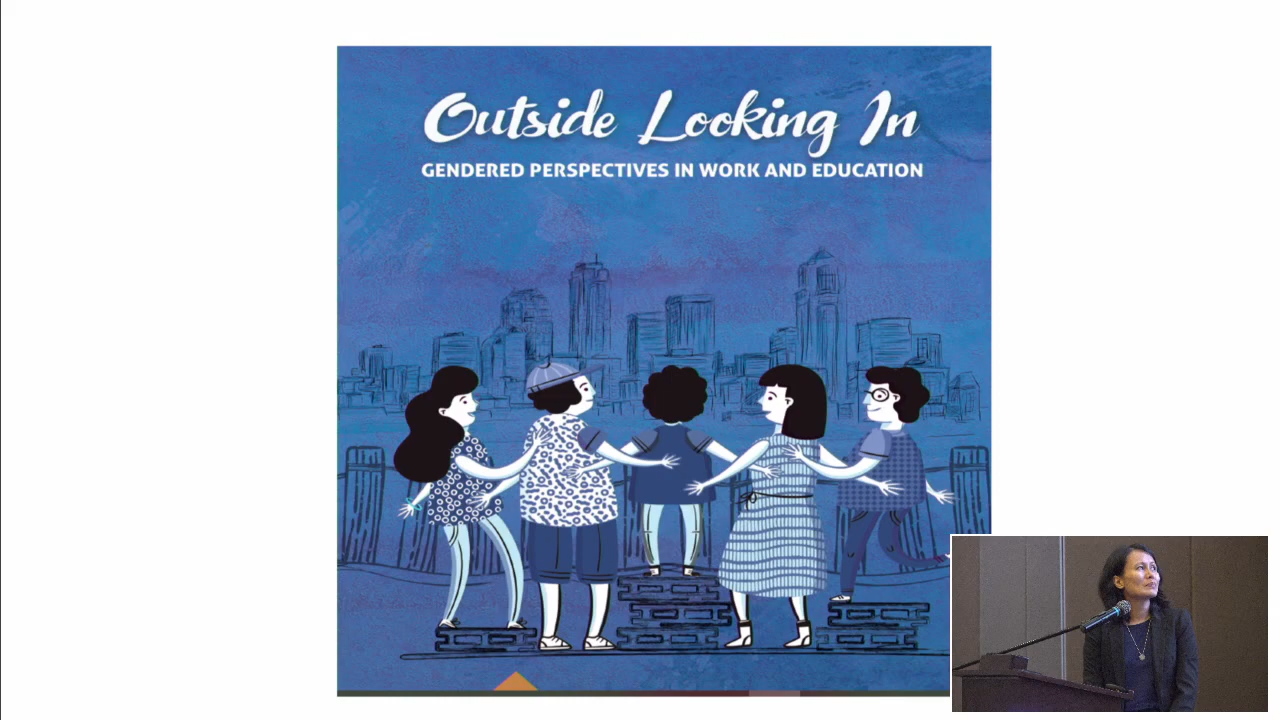 Outside Looking In
GENDERED PERSPECTIVES IN WORK AND EDUCATION